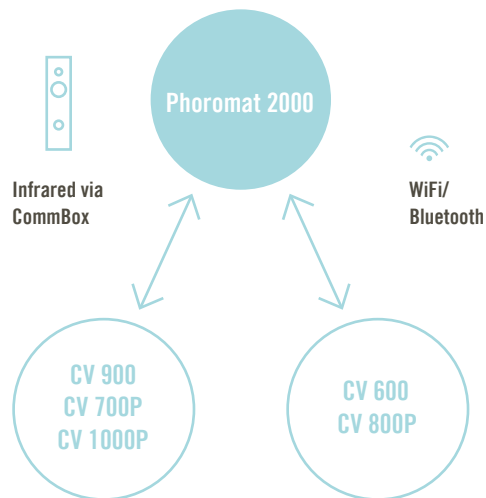 Phoromat 2000
Infrared via
CommBox
WiFi/
Bluetooth
CV 900
CV 700P
CV 1000P
CV 600
CV 800P